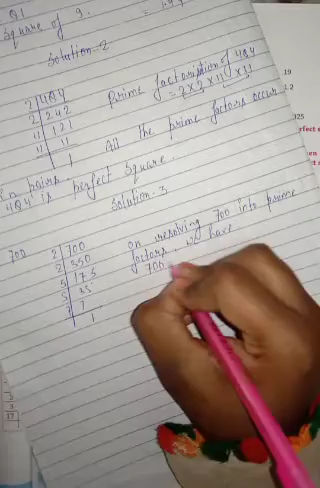 Q1
Square of 9.
Solution-2
2 | 484
2 | 242
11 | 121
11 | 11
1
Prime factorization of 484
= 2 × 2 × 11 × 11
All the prime factors occur
in pairs.
484 is perfect square.
Solution-3
700
2 | 700
2 | 350
5 | 175
5 | 35
7 | 7
1
On resolving 700 into prime
factors we have
700
19